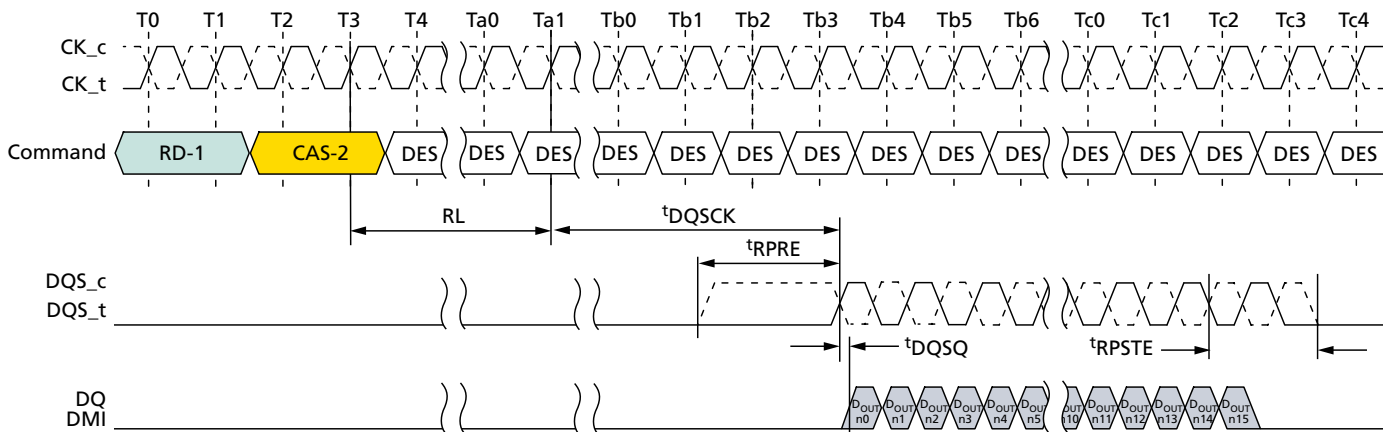 T0 T1 T2 T3 T4 Ta0 Ta1 Tb0 Tb1 Tb2 Tb3 Tb4 Tb5 Tb6 Tc0 Tc1 Tc2 Tc3 Tc4
CK_c
CK_t
Command RD-1 CAS-2 DES DES DES DES DES DES DES DES DES DES DES DES DES DES DES
RL tDQSCK
tRPRE
DQS_c
DQS_t
tDQSQ tRPSTE
DQ
DMI
DOUT n0 DOUT n1 DOUT n2 DOUT n3 DOUT n4 DOUT n5 OUT n10 DOUT n11 DOUT n12 DOUT n13 DOUT n14 DOUT n15